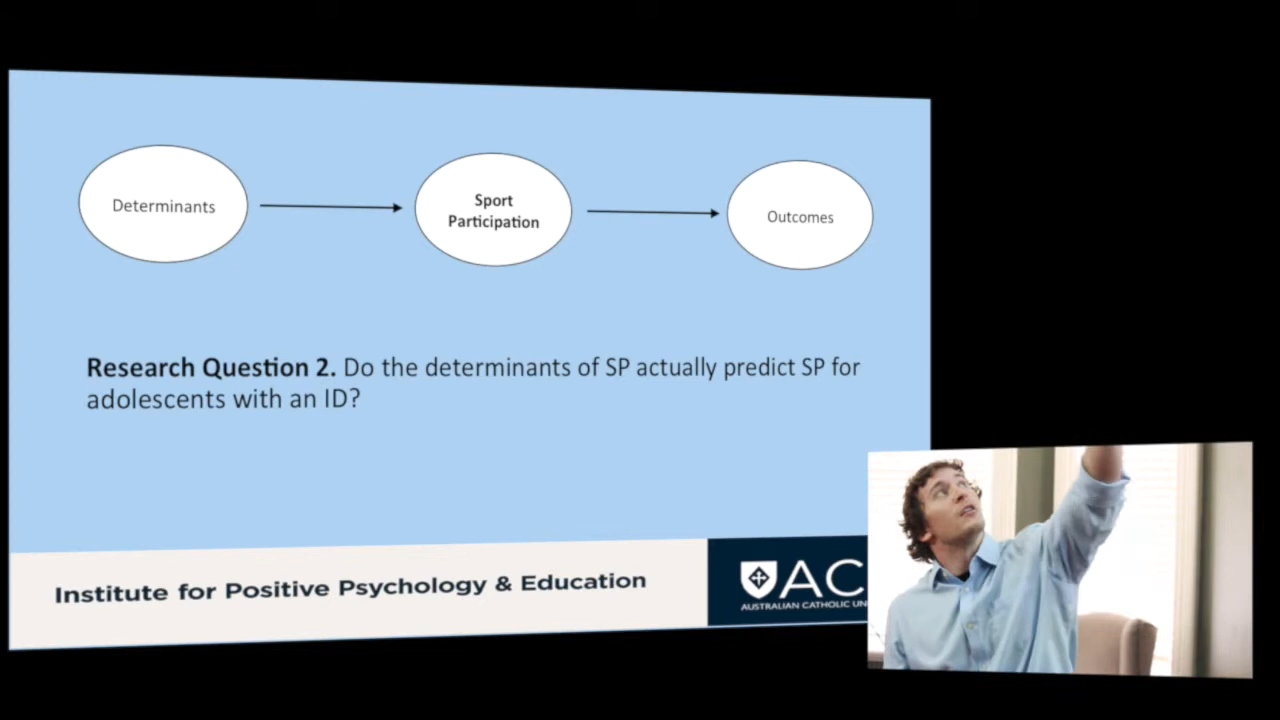 Determinants
Sport
Participation
Outcomes
Research Question 2. Do the determinants of SP actually predict SP for
adolescents with an ID?
Institute for Positive Psychology & Education
AC
AUSTRALIAN CATHOLIC UN